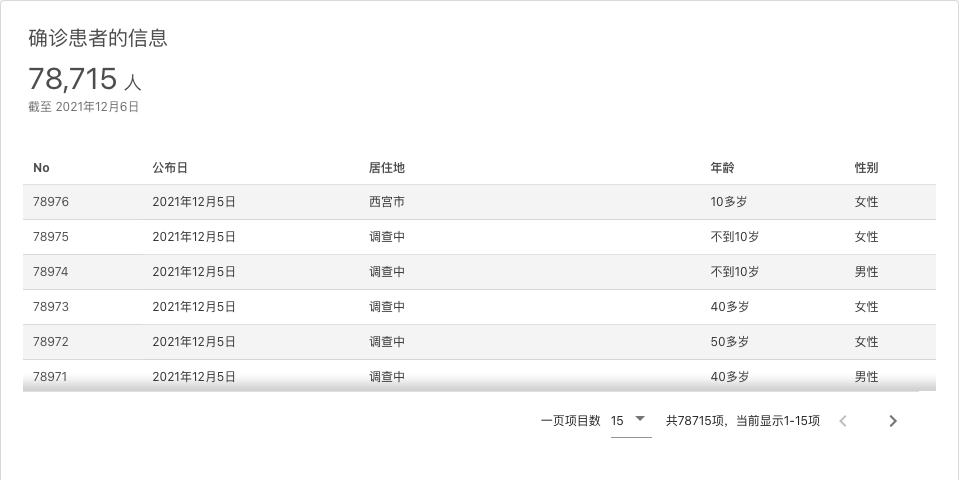 确诊患者的信息
78,715 人
截至 2021年12月6日
No 公布日 居住地 年龄 性别
78976 2021年12月5日 西宫市 10多岁 女性
78975 2021年12月5日 调查中 不到10岁 女性
78974 2021年12月5日 调查中 不到10岁 男性
78973 2021年12月5日 调查中 40多岁 女性
78972 2021年12月5日 调查中 50多岁 女性
78971 2021年12月5日 调查中 40多岁 男性
一页项目数 15 共78715项，当前显示1-15项